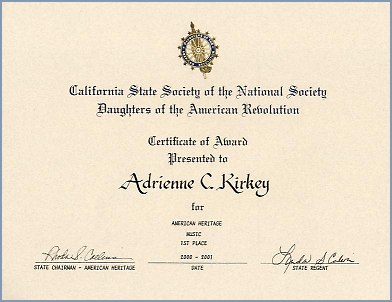 California State Society of the National Society
Daughters of the American Revolution
Certificate of Award
Presented to
Adrienne C. Kirkey
for
AMERICAN HERITAGE
MUSIC
1ST PLACE
2000 - 2001
STATE CHAIRMAN - AMERICAN HERITAGE DATE STATE REGENT